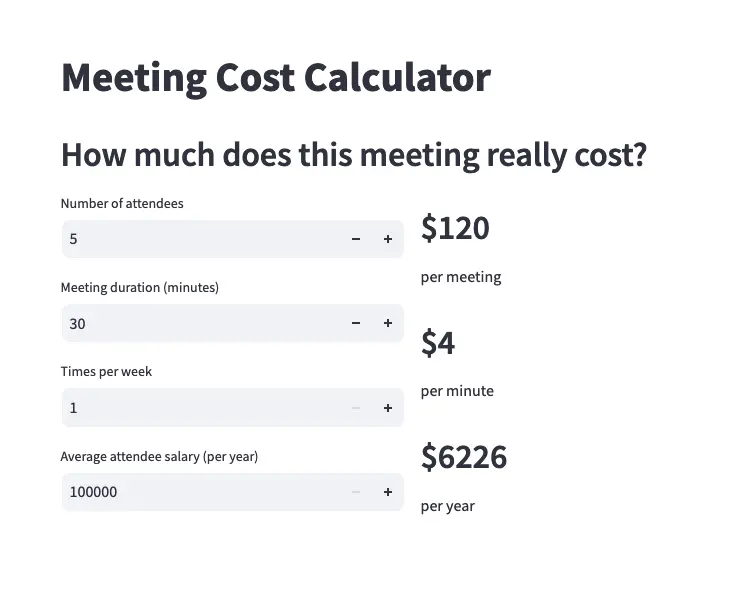 Meeting Cost Calculator
How much does this meeting really cost?
Number of attendees
5
Meeting duration (minutes)
30
Times per week
1
Average attendee salary (per year)
100000
$120
per meeting
$4
per minute
$6226
per year